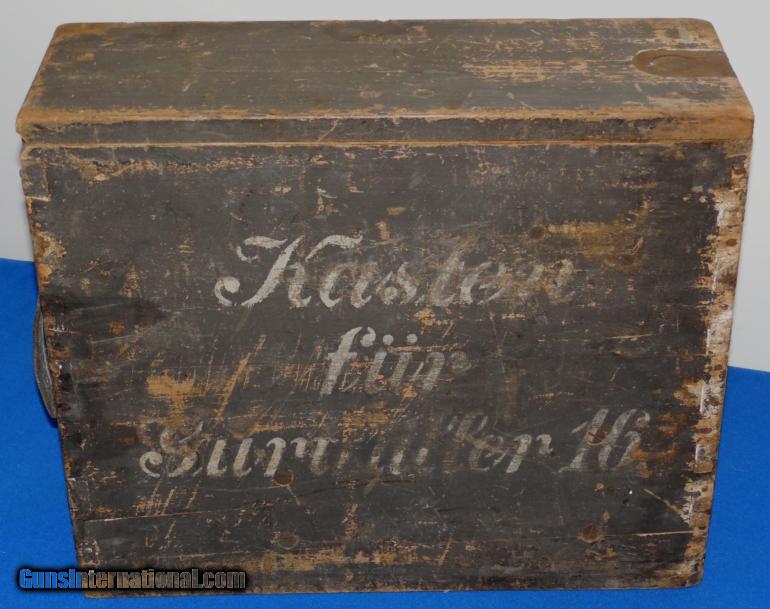 Kasten
für
Gurtfüller 16
GunsInternational.com